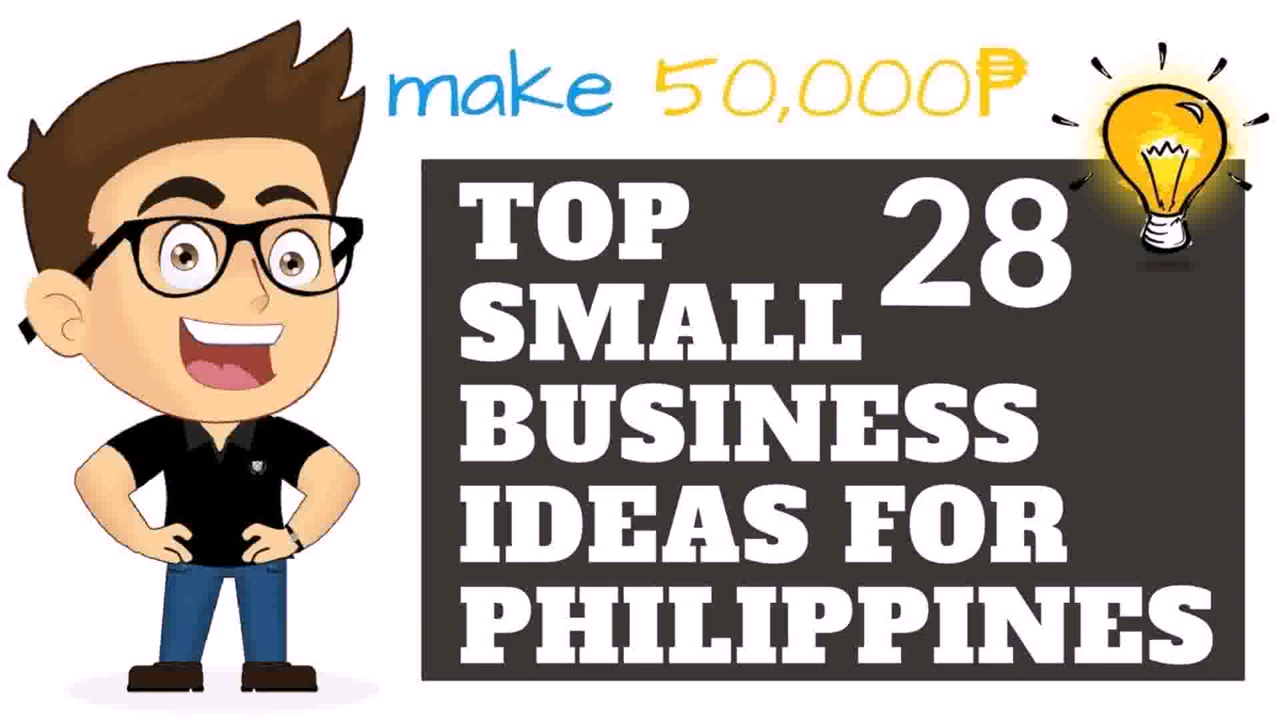 make 50,000₱
TOP 28
SMALL
BUSINESS
IDEAS FOR
PHILIPPINES